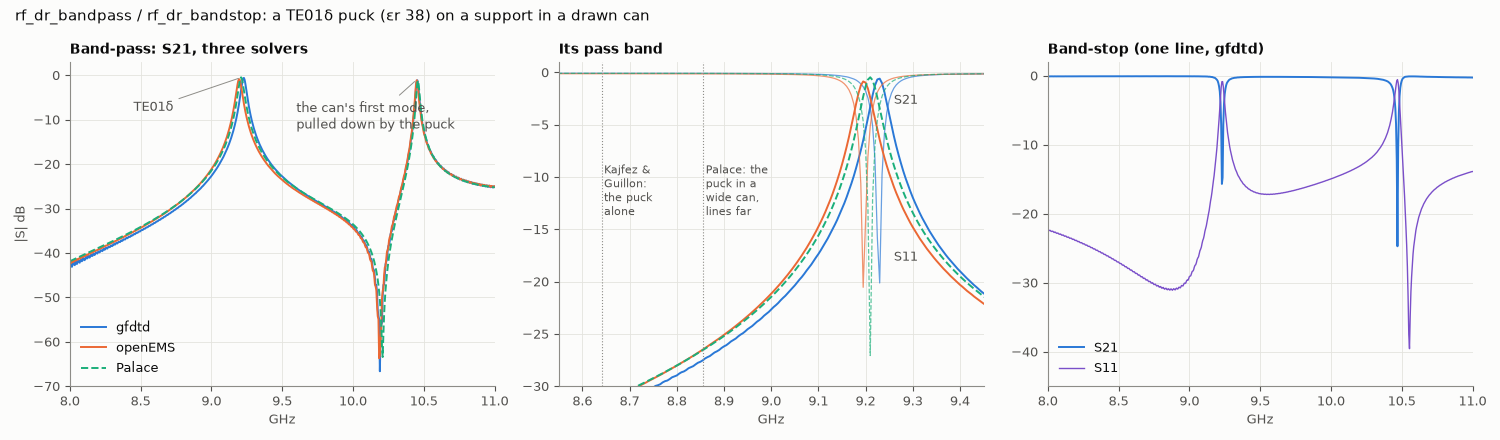 rf_dr_bandpass / rf_dr_bandstop: a TE01δ puck (εr 38) on a support in a drawn can
Band-pass: S21, three solvers
|S| dB
0
−10
−20
−30
−40
−50
−60
−70
TE01δ
the can's first mode,
pulled down by the puck
gfdtd
openEMS
Palace
8.0 8.5 9.0 9.5 10.0 10.5 11.0
GHz
Its pass band
0
−5
−10
−15
−20
−25
−30
S21
Kajfez &
Guillon:
the puck
alone
Palace: the
puck in a
wide can,
lines far
S11
8.6 8.7 8.8 8.9 9.0 9.1 9.2 9.3 9.4
GHz
Band-stop (one line, gfdtd)
0
−10
−20
−30
−40
S21
S11
8.0 8.5 9.0 9.5 10.0 10.5 11.0
GHz